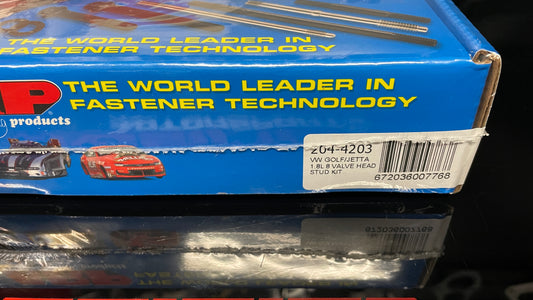 THE WORLD LEADER IN
FASTENER TECHNOLOGY
THE WORLD LEADER IN
FASTENER TECHNOLOGY
products
204-4203
VW GOLF/JETTA
1.8L 8 VALVE HEAD
STUD KIT
672036007768